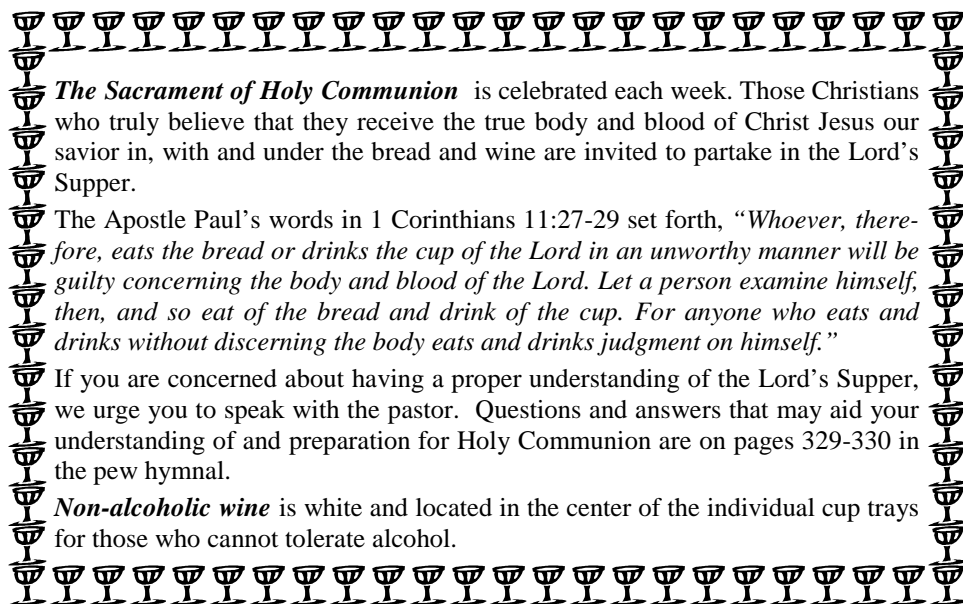 The Sacrament of Holy Communion is celebrated each week. Those Christians
who truly believe that they receive the true body and blood of Christ Jesus our
savior in, with and under the bread and wine are invited to partake in the Lord’s
Supper.
The Apostle Paul’s words in 1 Corinthians 11:27-29 set forth, “Whoever, there-
fore, eats the bread or drinks the cup of the Lord in an unworthy manner will be
guilty concerning the body and blood of the Lord. Let a person examine himself,
then, and so eat of the bread and drink of the cup. For anyone who eats and
drinks without discerning the body eats and drinks judgment on himself.”
If you are concerned about having a proper understanding of the Lord’s Supper,
we urge you to speak with the pastor. Questions and answers that may aid your
understanding of and preparation for Holy Communion are on pages 329-330 in
the pew hymnal.
Non-alcoholic wine is white and located in the center of the individual cup trays
for those who cannot tolerate alcohol.